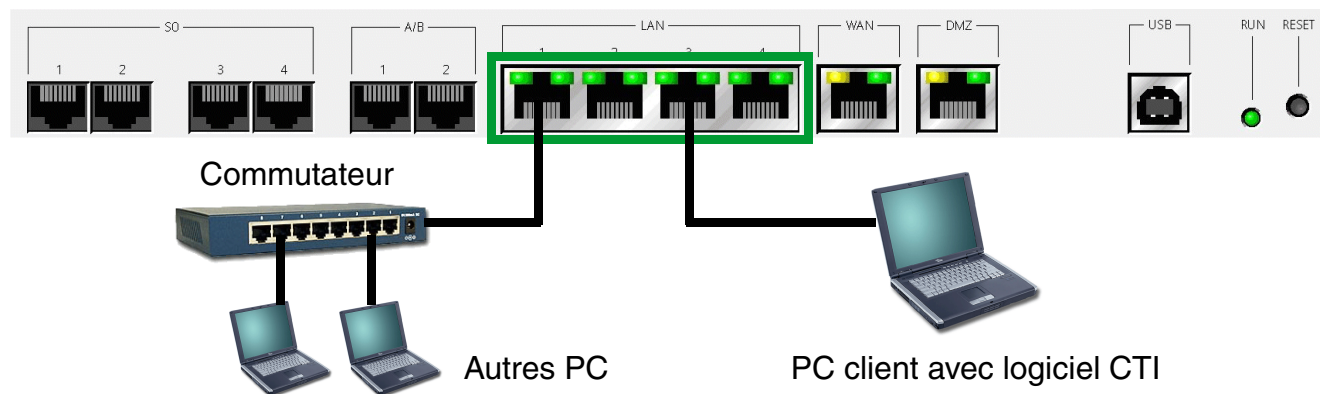 S0 A/B LAN WAN DMZ USB RUN RESET
1 2 3 4 1 2 1 2 3 4
Commutateur
Autres PC
PC client avec logiciel CTI